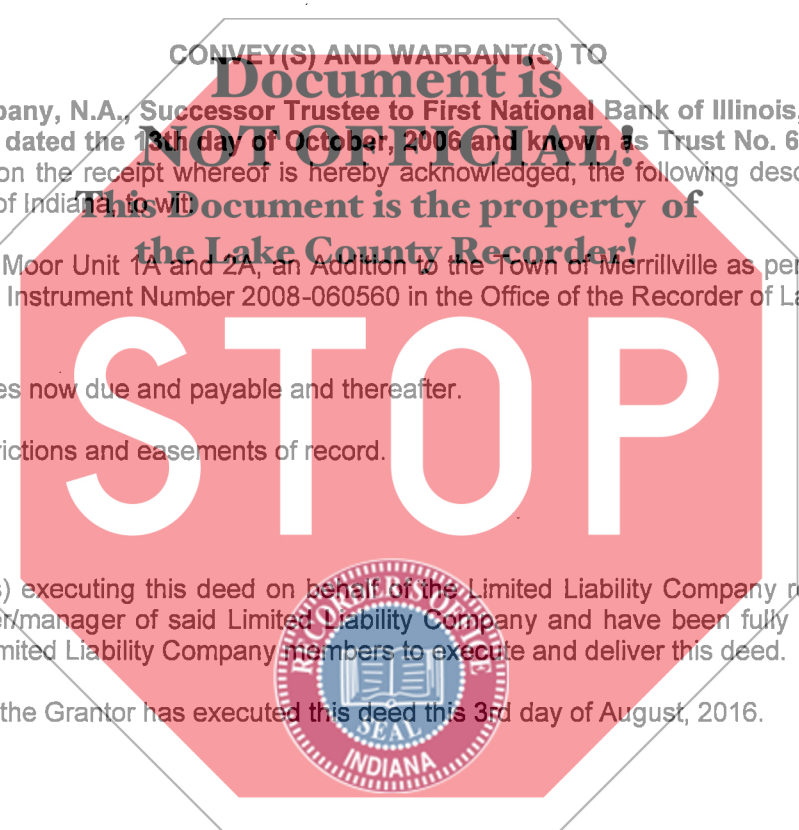 CONVEY(S) AND WARRANT(S) TO
Document is
pany, N.A., Successor Trustee to First National Bank of Illinois,
NOT OFFICIAL!
dated the 13th day of October, 2006 and known as Trust No. 6
on the receipt whereof is hereby acknowledged, the following desc
of Indiana, to wit:
This Document is the property of
the Lake County Recorder!
Moor Unit 1A and 2A, an Addition to the Town of Merrillville as per
Instrument Number 2008-060560 in the Office of the Recorder of La
STOP
es now due and payable and thereafter.
rictions and easements of record.
s) executing this deed on behalf of the Limited Liability Company re
er/manager of said Limited Liability Company and have been fully
mited Liability Company members to execute and deliver this deed.
the Grantor has executed this deed this 3rd day of August, 2016.
RECORDER'S OFFICE
SEAL
INDIANA